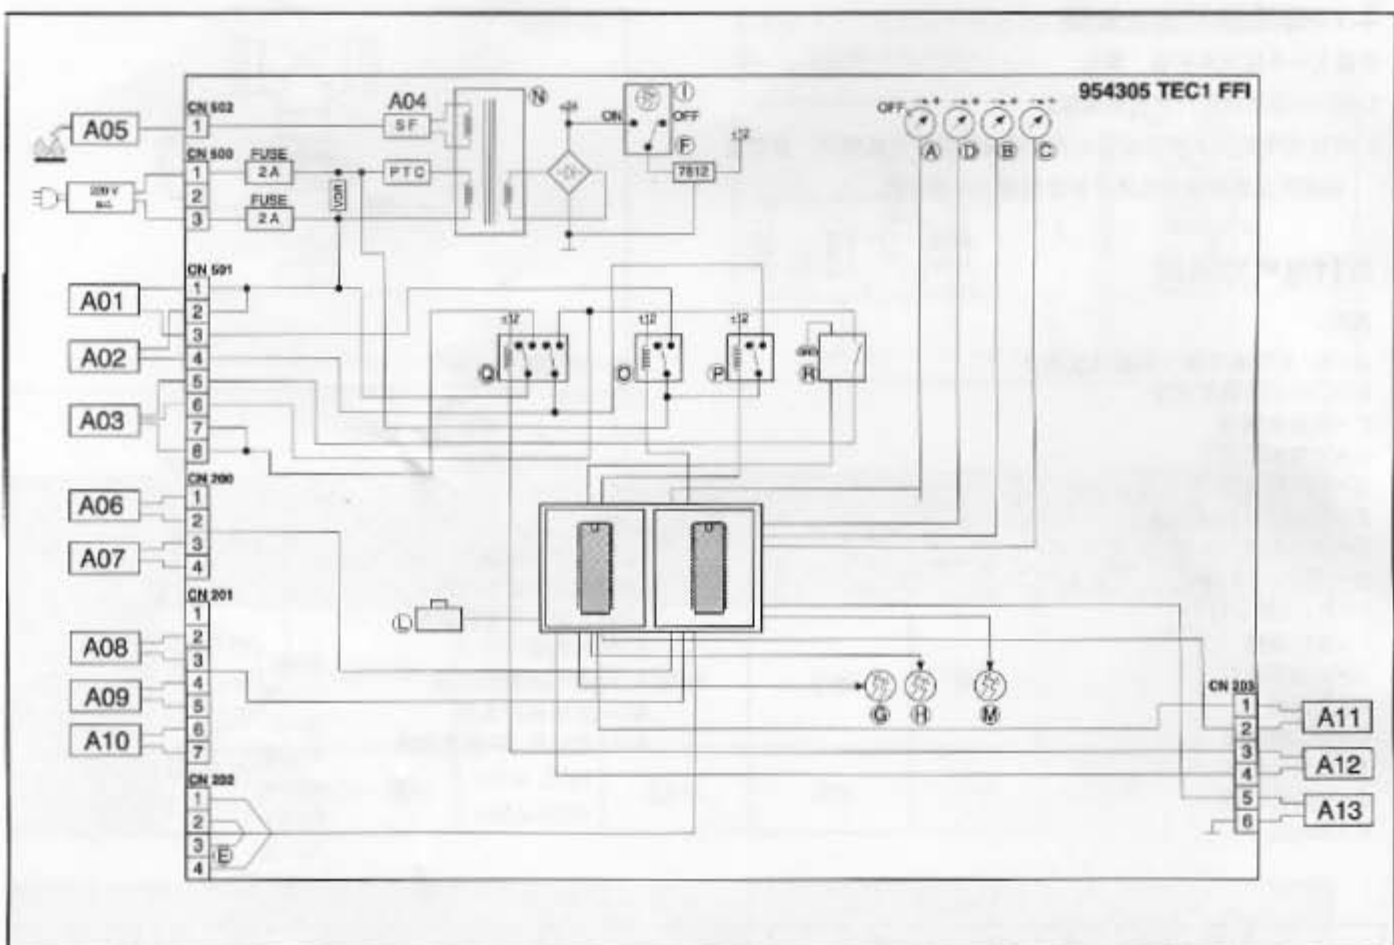 954305 TEC1 FFI
CN 502
1
A05
A04
SF
N
+24
ON
OFF
I
F
7812
±12
OFF
- +
- +
- +
- +
A
D
B
C
CN 500
1
2
3
FUSE
2 A
FUSE
2 A
VDR
PTC
220 V
CN 501
1
2
3
4
5
6
7
8
A01
A02
A03
±12
±12
±12
Q
O
P
R
CN 200
1
2
3
4
A06
A07
CN 201
1
2
3
4
5
6
7
A08
A09
A10
L
G
H
M
CN 202
1
2
3
4
E
CN 203
1
2
3
4
5
6
A11
A12
A13